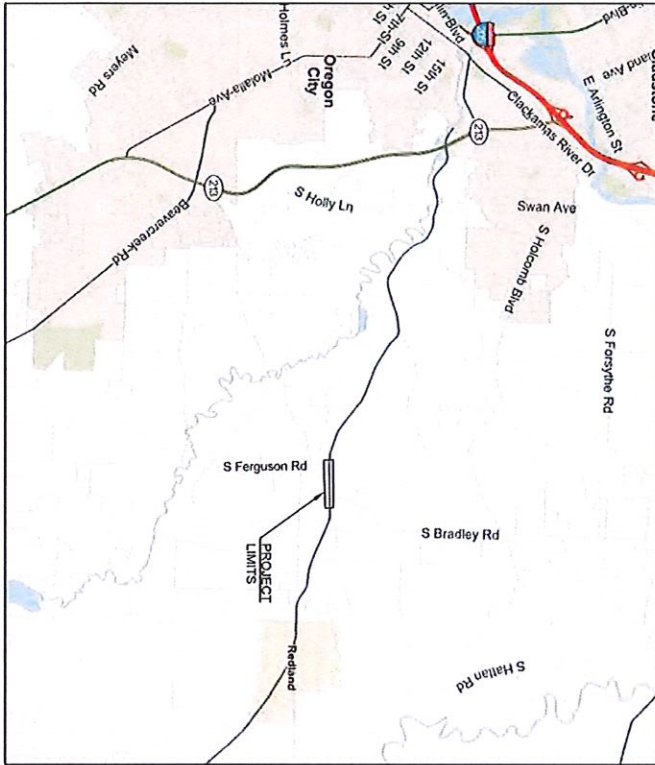 Gladstone
E Arlington St
Clackamas River Dr
213
15th St
12th St
9th St
7th-St
Oregon
City
Holmes Ln
Molalla-Ave
Meyers Rd
213
Beavercreek-Rd
S Holly Ln
Swan Ave
S Holcomb Blvd
S Forsythe Rd
S Ferguson Rd
S Bradley Rd
PROJECT
LIMITS
Redland
S Hattan Rd